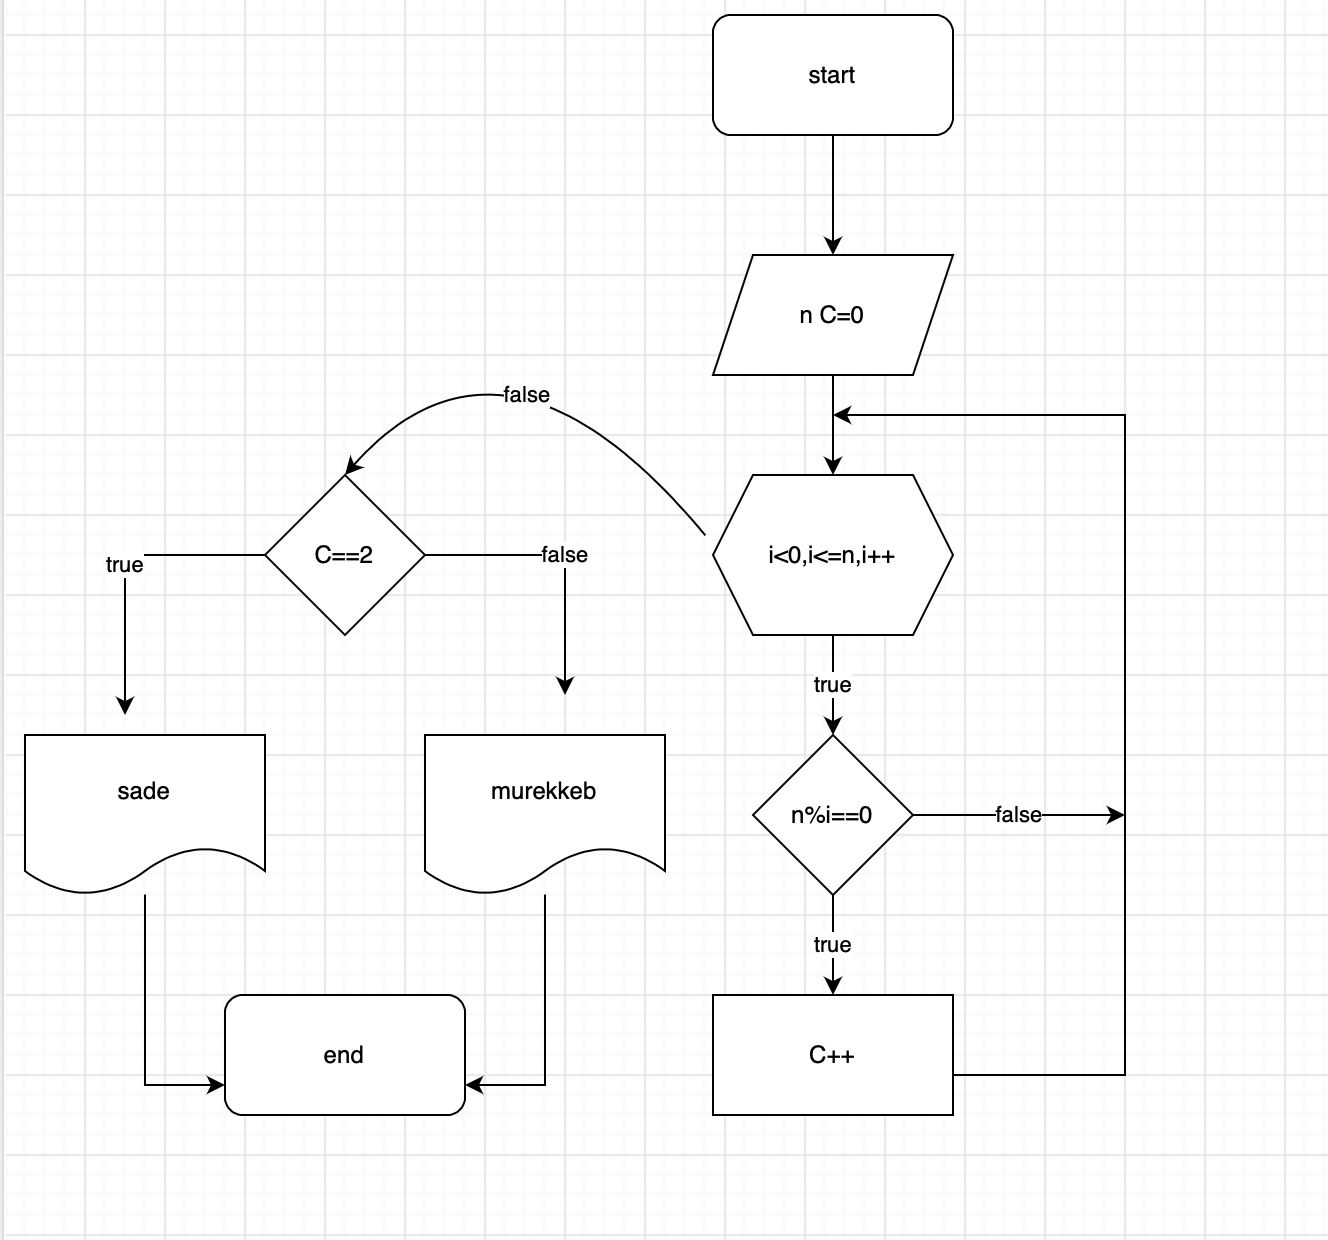 start
n C=0
i<0,i<=n,i++
false
true
C==2
true
false
n%i==0
false
true
C++
sade
murekkeb
end